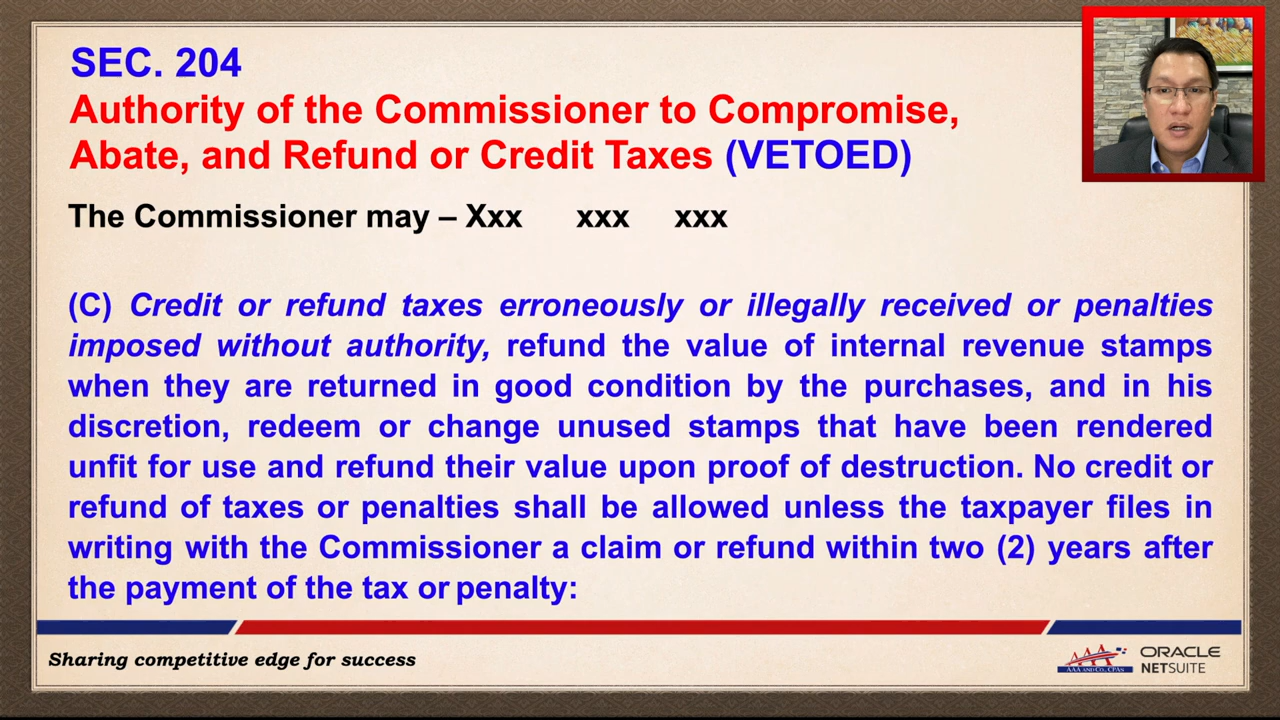 SEC. 204
Authority of the Commissioner to Compromise,
Abate, and Refund or Credit Taxes (VETOED)
The Commissioner may – Xxx xxx xxx
(C) Credit or refund taxes erroneously or illegally received or penalties
imposed without authority, refund the value of internal revenue stamps
when they are returned in good condition by the purchases, and in his
discretion, redeem or change unused stamps that have been rendered
unfit for use and refund their value upon proof of destruction. No credit or
refund of taxes or penalties shall be allowed unless the taxpayer files in
writing with the Commissioner a claim or refund within two (2) years after
the payment of the tax or penalty:
Sharing competitive edge for success
AAA
AAA AND CO., CPAs
ORACLE
NETSUITE